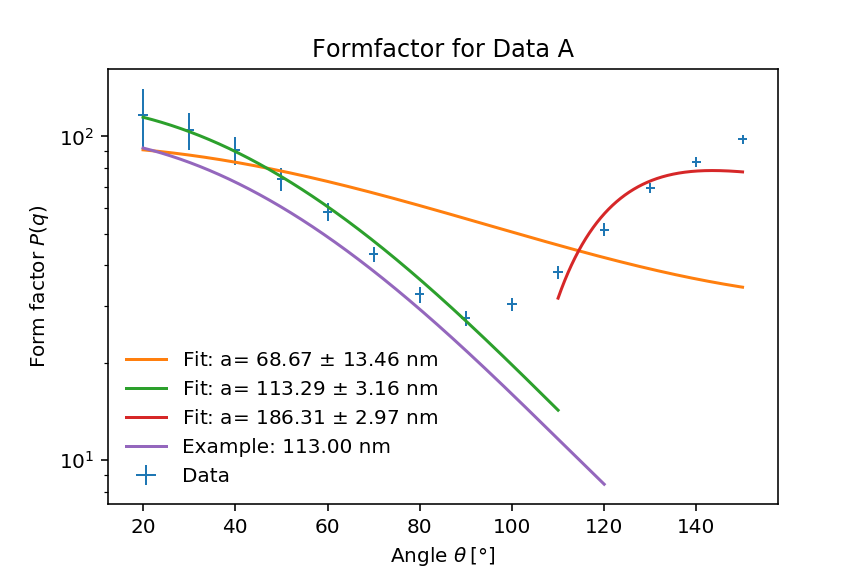 Formfactor for Data A
Form factor P(q)
10²
10¹
Fit: a= 68.67 ± 13.46 nm
Fit: a= 113.29 ± 3.16 nm
Fit: a= 186.31 ± 2.97 nm
Example: 113.00 nm
Data
20 40 60 80 100 120 140
Angle θ [°]